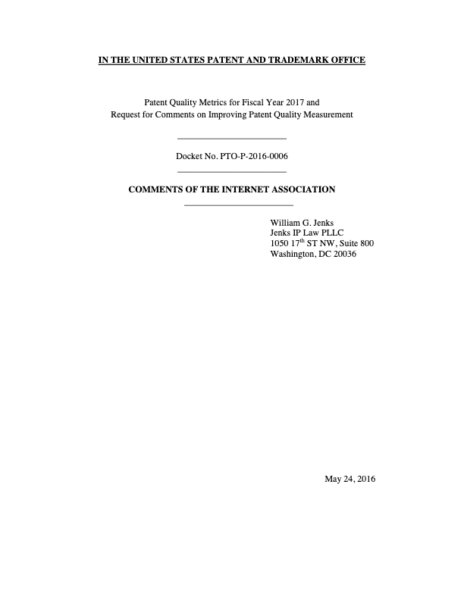 IN THE UNITED STATES PATENT AND TRADEMARK OFFICE
Patent Quality Metrics for Fiscal Year 2017 and
Request for Comments on Improving Patent Quality Measurement
Docket No. PTO-P-2016-0006
COMMENTS OF THE INTERNET ASSOCIATION
William G. Jenks
Jenks IP Law PLLC
1050 17th ST NW, Suite 800
Washington, DC 20036
May 24, 2016